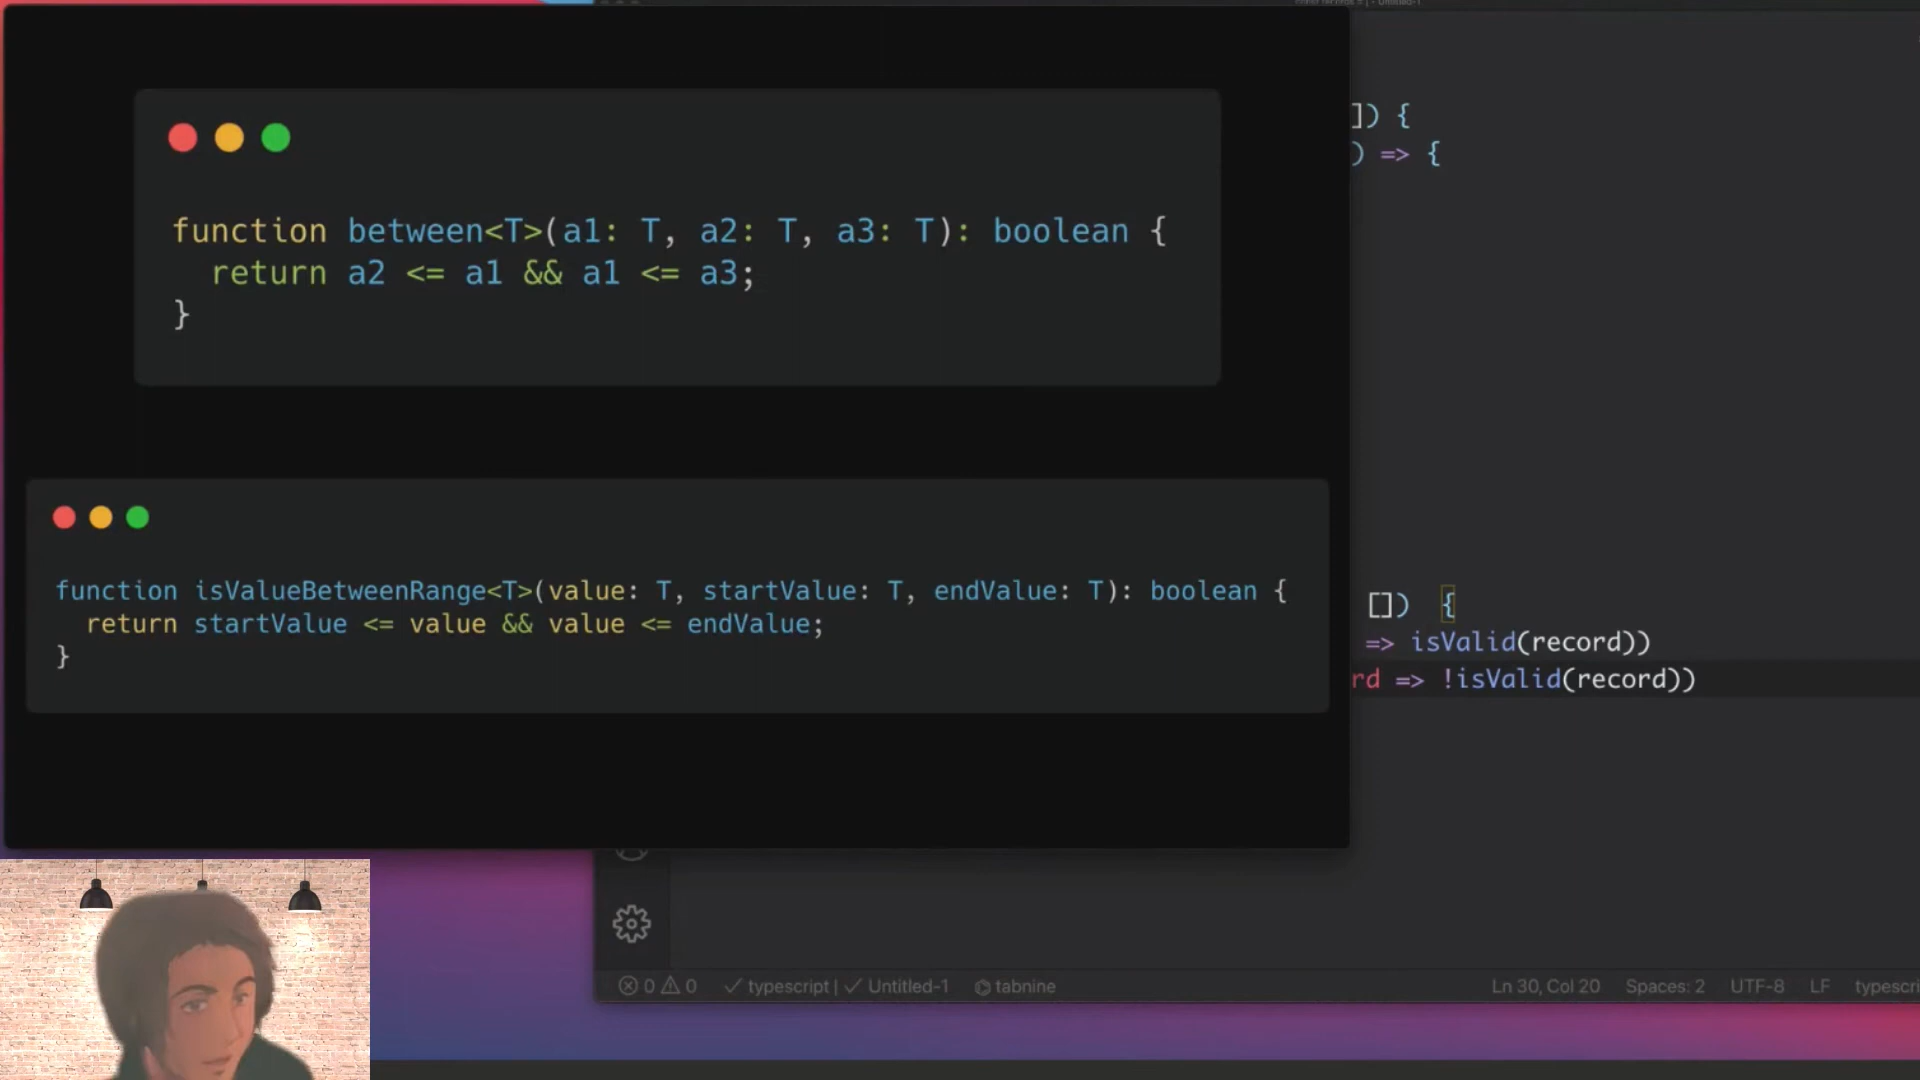 function between<T>(a1: T, a2: T, a3: T): boolean {
return a2 <= a1 && a1 <= a3;
}
function isValueBetweenRange<T>(value: T, startValue: T, endValue: T): boolean {
return startValue <= value && value <= endValue;
}
]) {
) => {
[]) {
=> isValid(record))
rd => !isValid(record))
0 0 typescript | Untitled-1 tabnine Ln 30, Col 20 Spaces: 2 UTF-8 LF typescri